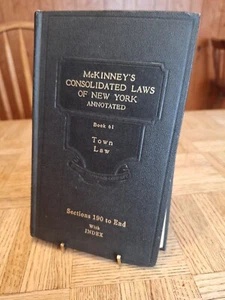 McKINNEY'S
CONSOLIDATED LAWS
OF NEW YORK
ANNOTATED
Book 61
Town
Law
Sections 190 to End
With
INDEX